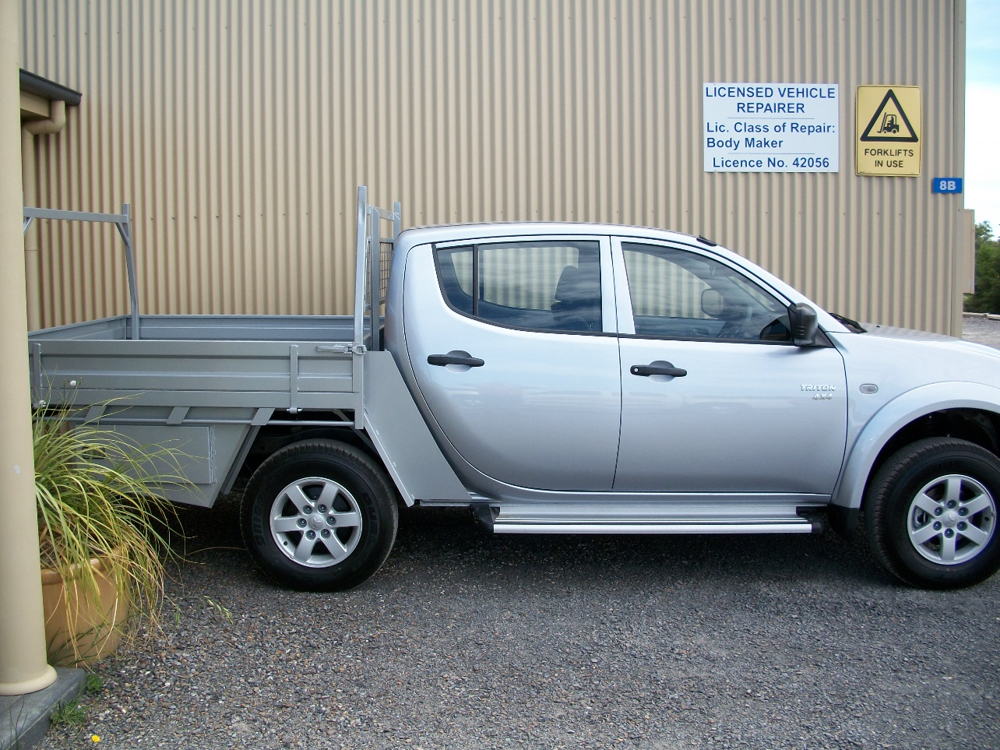 LICENSED VEHICLE
REPAIRER
Lic. Class of Repair:
Body Maker
Licence No. 42056
FORKLIFTS
IN USE
8B
TRITON
4X4